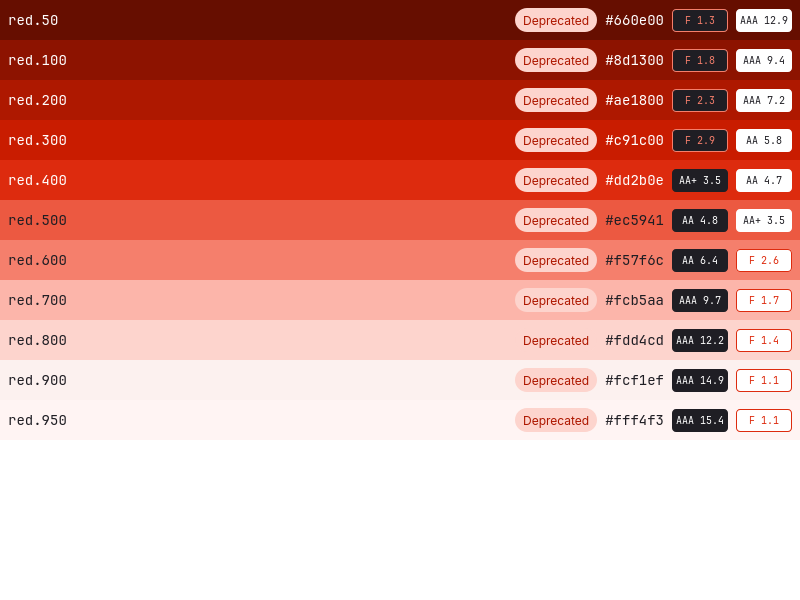 red.50 Deprecated #660e00 F 1.3 AAA 12.9
red.100 Deprecated #8d1300 F 1.8 AAA 9.4
red.200 Deprecated #ae1800 F 2.3 AAA 7.2
red.300 Deprecated #c91c00 F 2.9 AA 5.8
red.400 Deprecated #dd2b0e AA+ 3.5 AA 4.7
red.500 Deprecated #ec5941 AA 4.8 AA+ 3.5
red.600 Deprecated #f57f6c AA 6.4 F 2.6
red.700 Deprecated #fcb5aa AAA 9.7 F 1.7
red.800 Deprecated #fdd4cd AAA 12.2 F 1.4
red.900 Deprecated #fcf1ef AAA 14.9 F 1.1
red.950 Deprecated #fff4f3 AAA 15.4 F 1.1